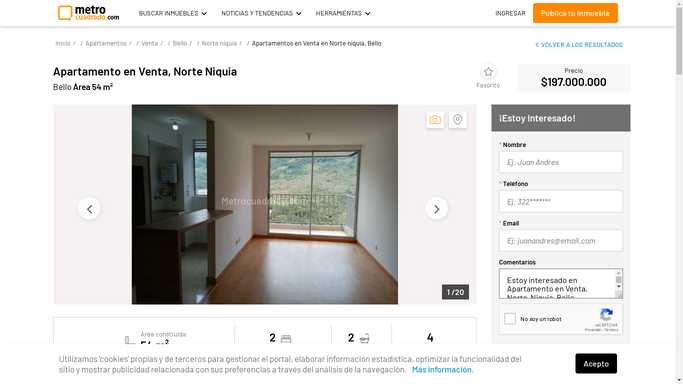 metro
cuadrado.com
BUSCAR INMUEBLES
NOTICIAS Y TENDENCIAS
HERRAMIENTAS
INGRESAR
Publica tu inmueble
Inicio / / Apartamentos / / Venta / / Bello / / Norte niquia / / Apartamentos en Venta en Norte niquia, Bello
VOLVER A LOS RESULTADOS
Apartamento en Venta, Norte Niquia
Bello Area 54 m²
Favorito
Precio
$197.000.000
Metrocuadrado.com
1 / 20
¡Estoy Interesado!
* Nombre
Ej: Juan Andres
* Telefono
Ej: 322*******
* Email
Ej: juanandres@email.com
Comentarios
Estoy interesado en
Apartamento en Venta,
Norte Niquia, Bello
No soy un robot
reCAPTCHA
Privacidad - Términos
Área construida
54 m²
2
2
4
Utilizamos 'cookies' propias y de terceros para gestionar el portal, elaborar información estadística, optimizar la funcionalidad del
sitio y mostrar publicidad relacionada con sus preferencias a través del análisis de la navegación. Más información.
Acepto